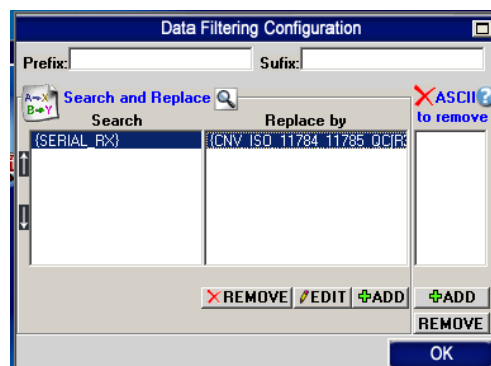 Data Filtering Configuration
Prefix:
Sufix:
A→X
B→Y
Search and Replace
ASCII ?
to remove
Search
Replace by
{SERIAL_RX}
{CNV_ISO_11784_11785_QC[R
REMOVE
EDIT
ADD
ADD
REMOVE
OK